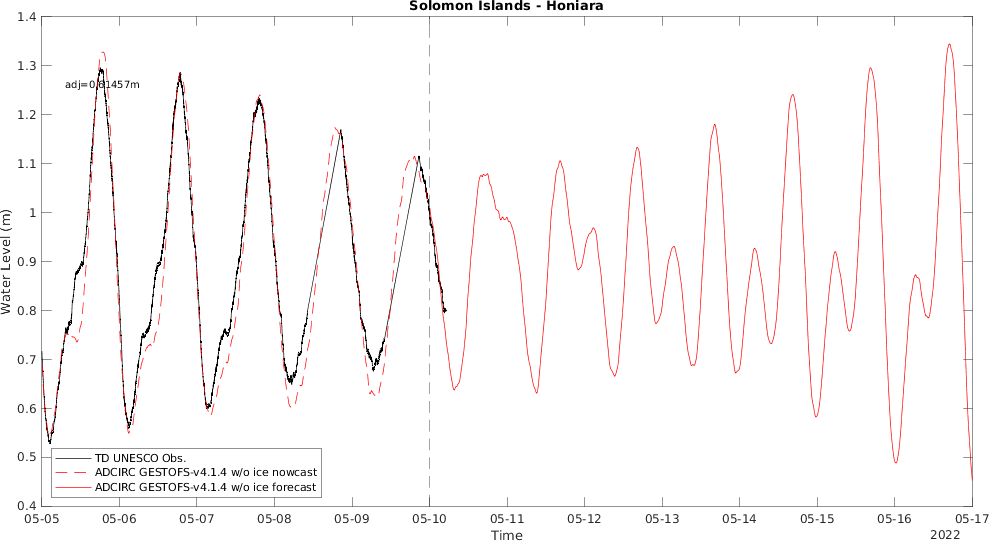 Solomon Islands - Honiara
1.4
1.3
1.2
1.1
1
0.9
0.8
0.7
0.6
0.5
0.4
Water Level (m)
adj=0.61457m
TD UNESCO Obs.
ADCIRC GESTOFS-v4.1.4 w/o ice nowcast
ADCIRC GESTOFS-v4.1.4 w/o ice forecast
05-05 05-06 05-07 05-08 05-09 05-10 05-11 05-12 05-13 05-14 05-15 05-16 05-17
Time
2022